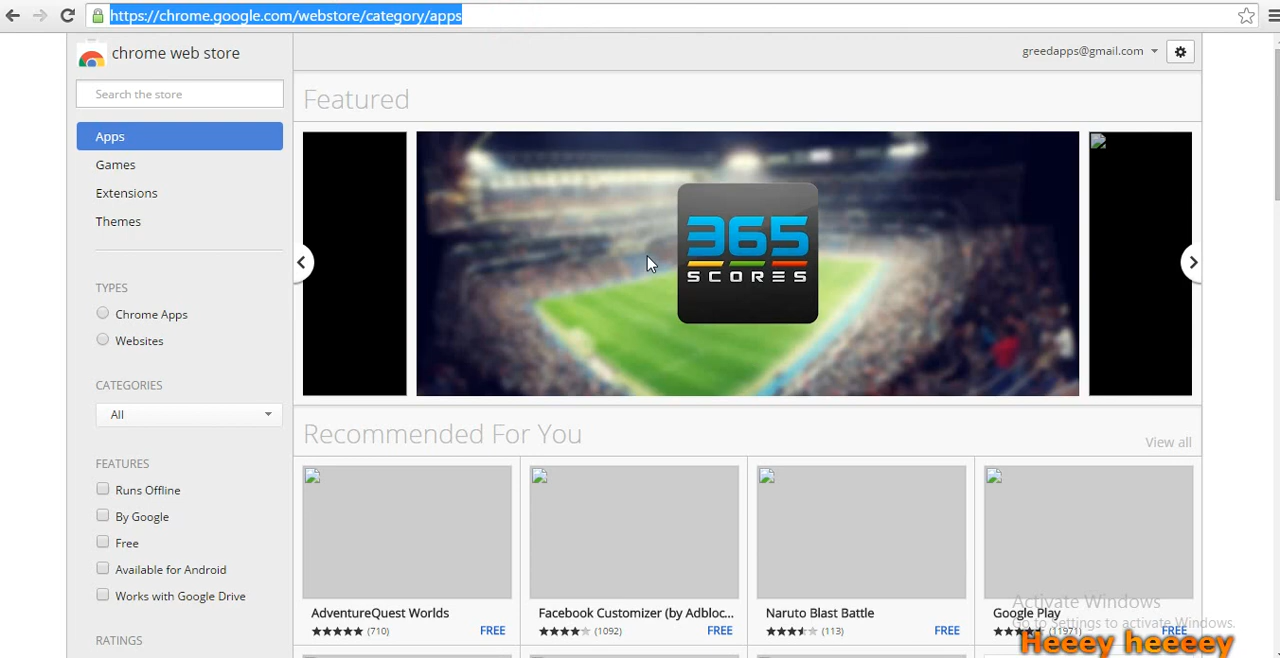 https://chrome.google.com/webstore/category/apps
chrome web store
greedapps@gmail.com
Search the store
Featured
Apps
Games
Extensions
Themes
365
SCORES
TYPES
Chrome Apps
Websites
CATEGORIES
All
Recommended For You
View all
FEATURES
Runs Offline
By Google
Free
Available for Android
Works with Google Drive
RATINGS
AdventureQuest Worlds
(710) FREE
Facebook Customizer (by Adbloc...
(1092) FREE
Naruto Blast Battle
(113) FREE
Google Play
(11971) FREE
Activate Windows
Go to Settings to activate Windows.
Heeey heeeey